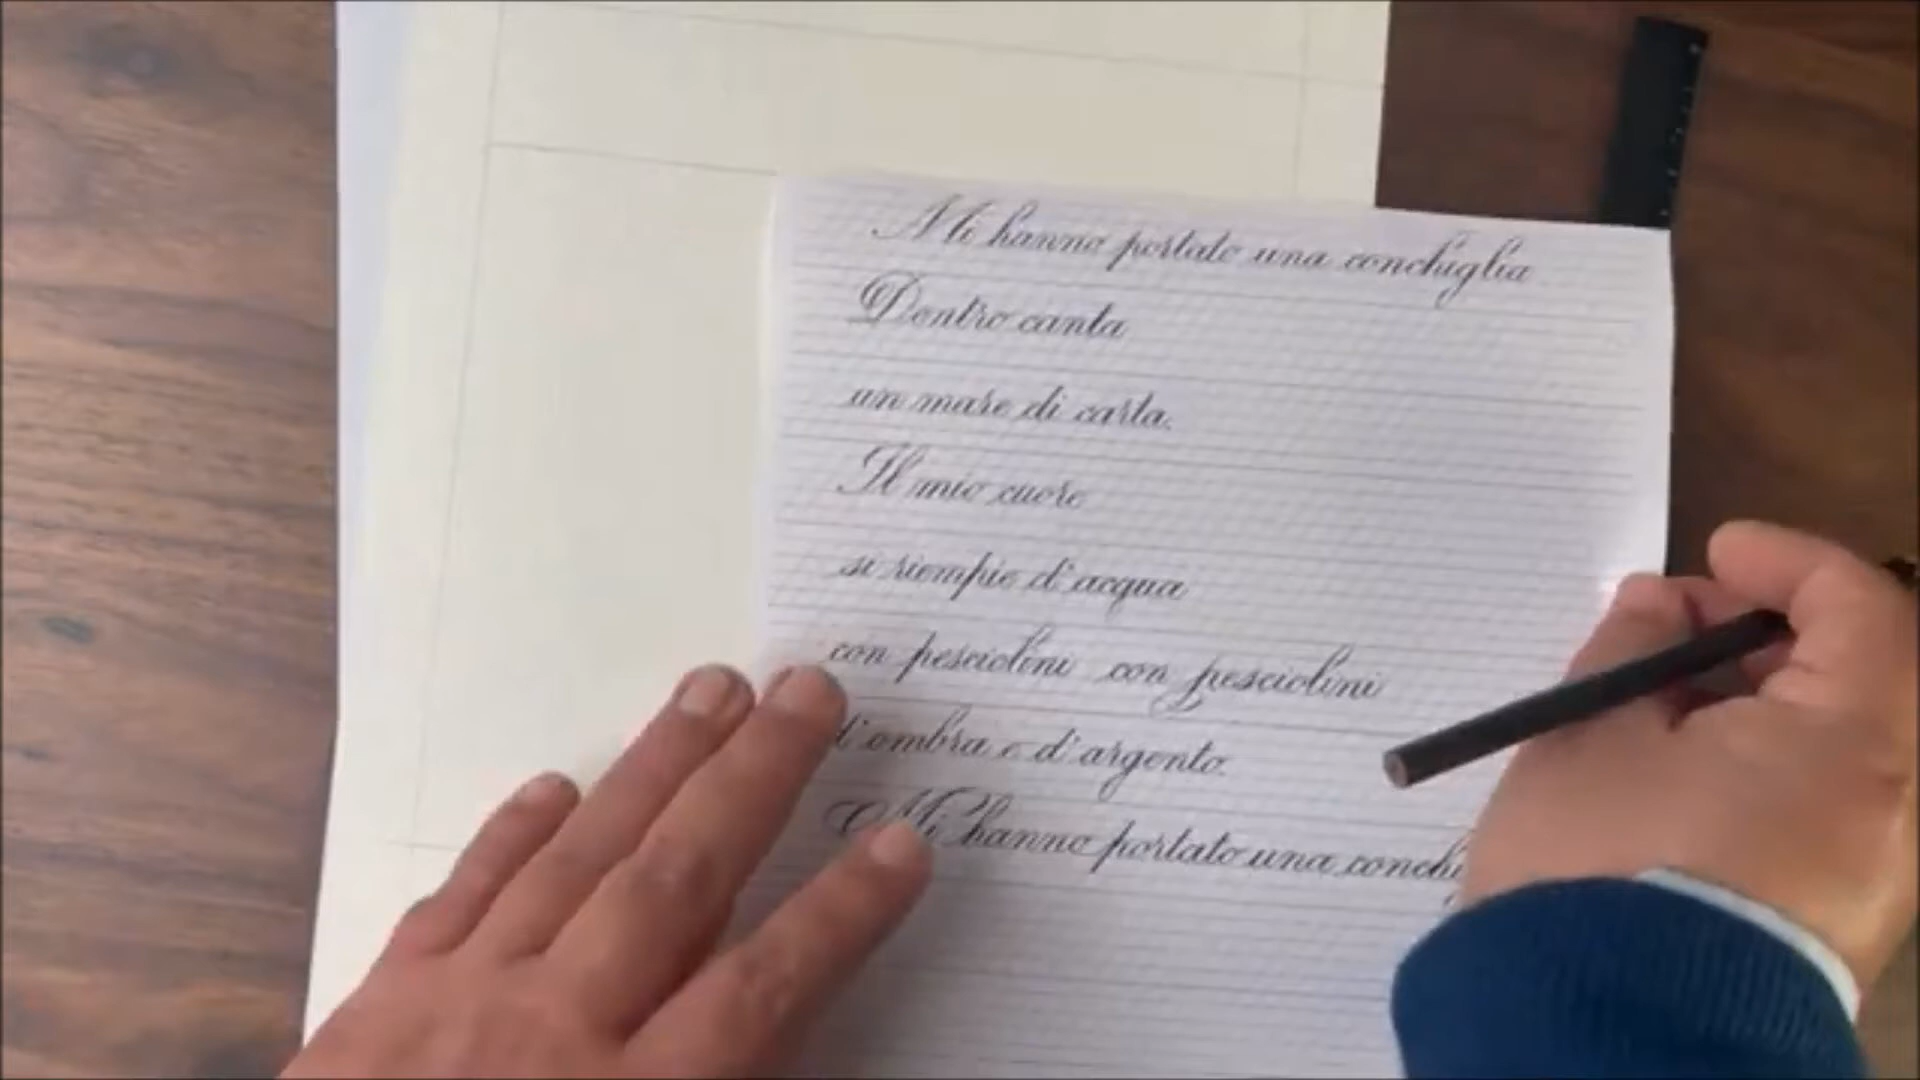 Mi hanno portato una conchiglia
Dentro canta
un mare di carta.
Il mio cuore
si riempie d'acqua
con pesciolini con pesciolini
d'ombra e d'argento.
Mi hanno portato una conchi